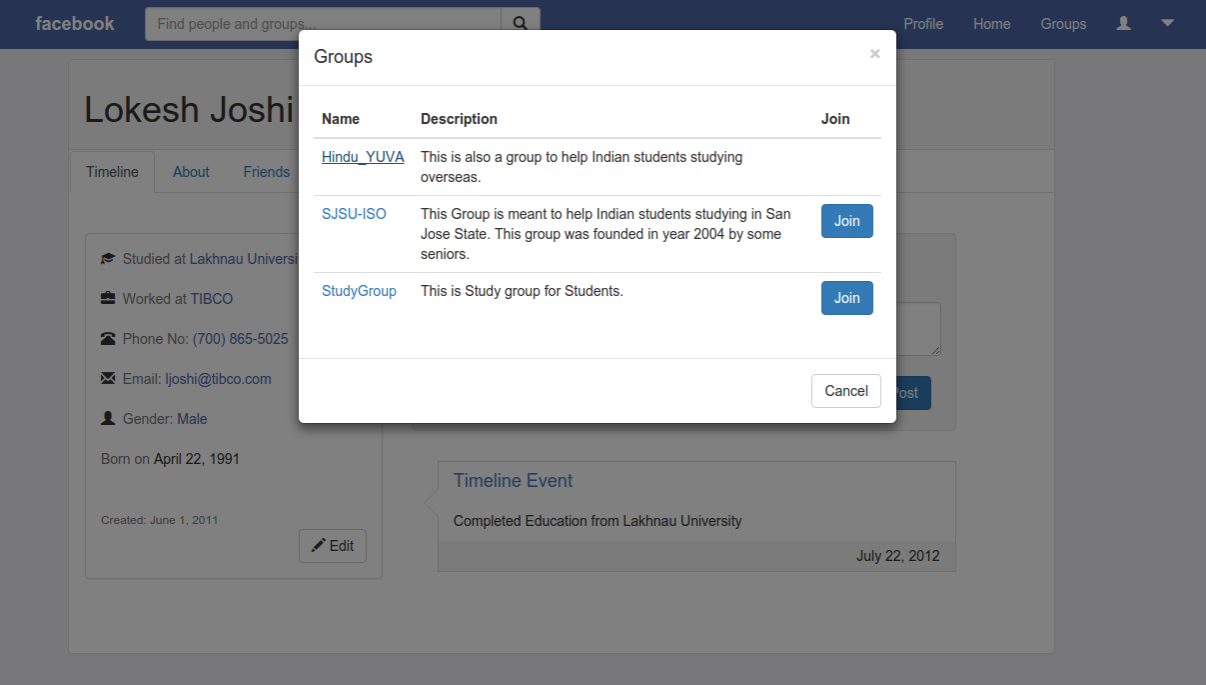 facebook
Find people and groups...
Profile
Home
Groups
Groups
×
Lokesh Joshi
Name
Description
Join
Hindu_YUVA
This is also a group to help Indian students studying
overseas.
SJSU-ISO
This Group is meant to help Indian students studying in San
Jose State. This group was founded in year 2004 by some
seniors.
Join
StudyGroup
This is Study group for Students.
Join
Cancel
Timeline
About
Friends
Studied at Lakhnau Universi
Worked at TIBCO
Phone No: (700) 865-5025
Email: ljoshi@tibco.com
Gender: Male
Born on April 22, 1991
Created: June 1, 2011
Edit
Post
Timeline Event
Completed Education from Lakhnau University
July 22, 2012